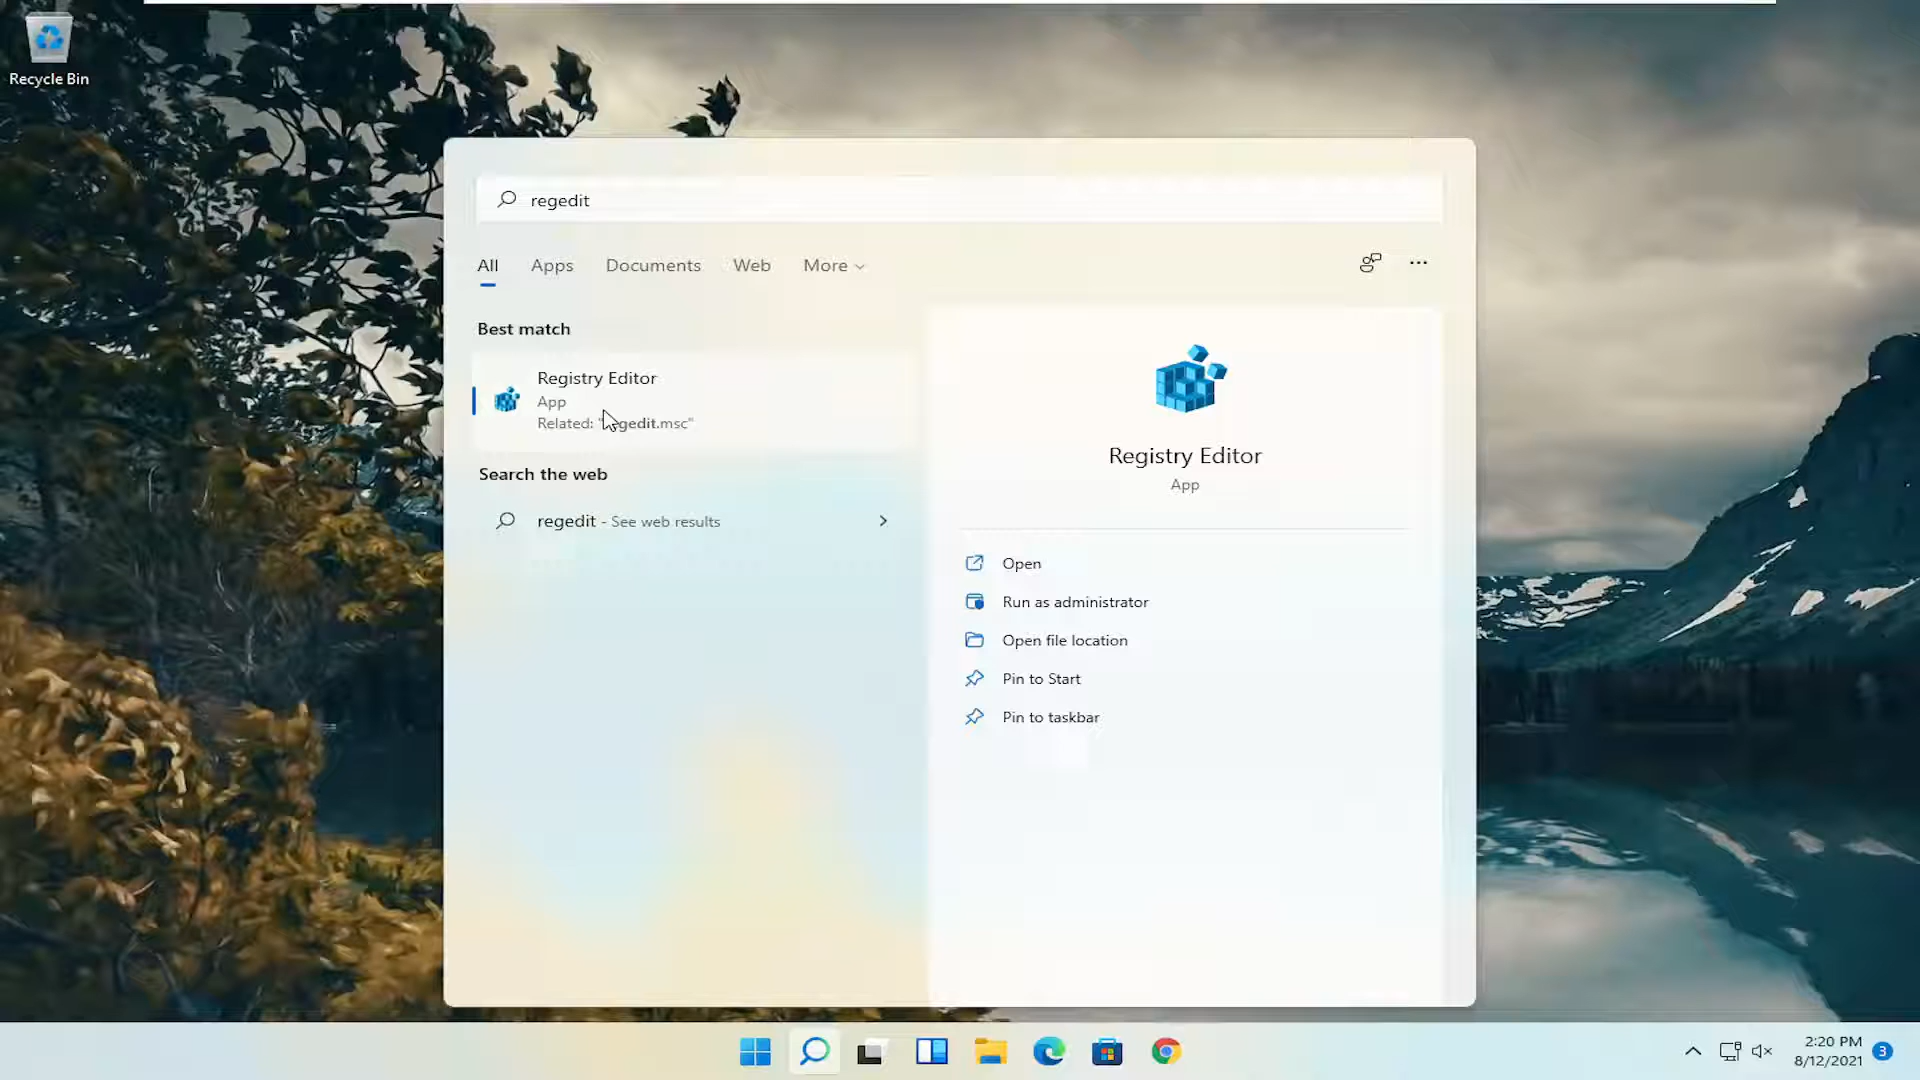 Recycle Bin
regedit
All Apps Documents Web More
Best match
Registry Editor
App
Related: "regedit.msc"
Search the web
regedit - See web results
Registry Editor
App
Open
Run as administrator
Open file location
Pin to Start
Pin to taskbar
2:20 PM
8/12/2021
3